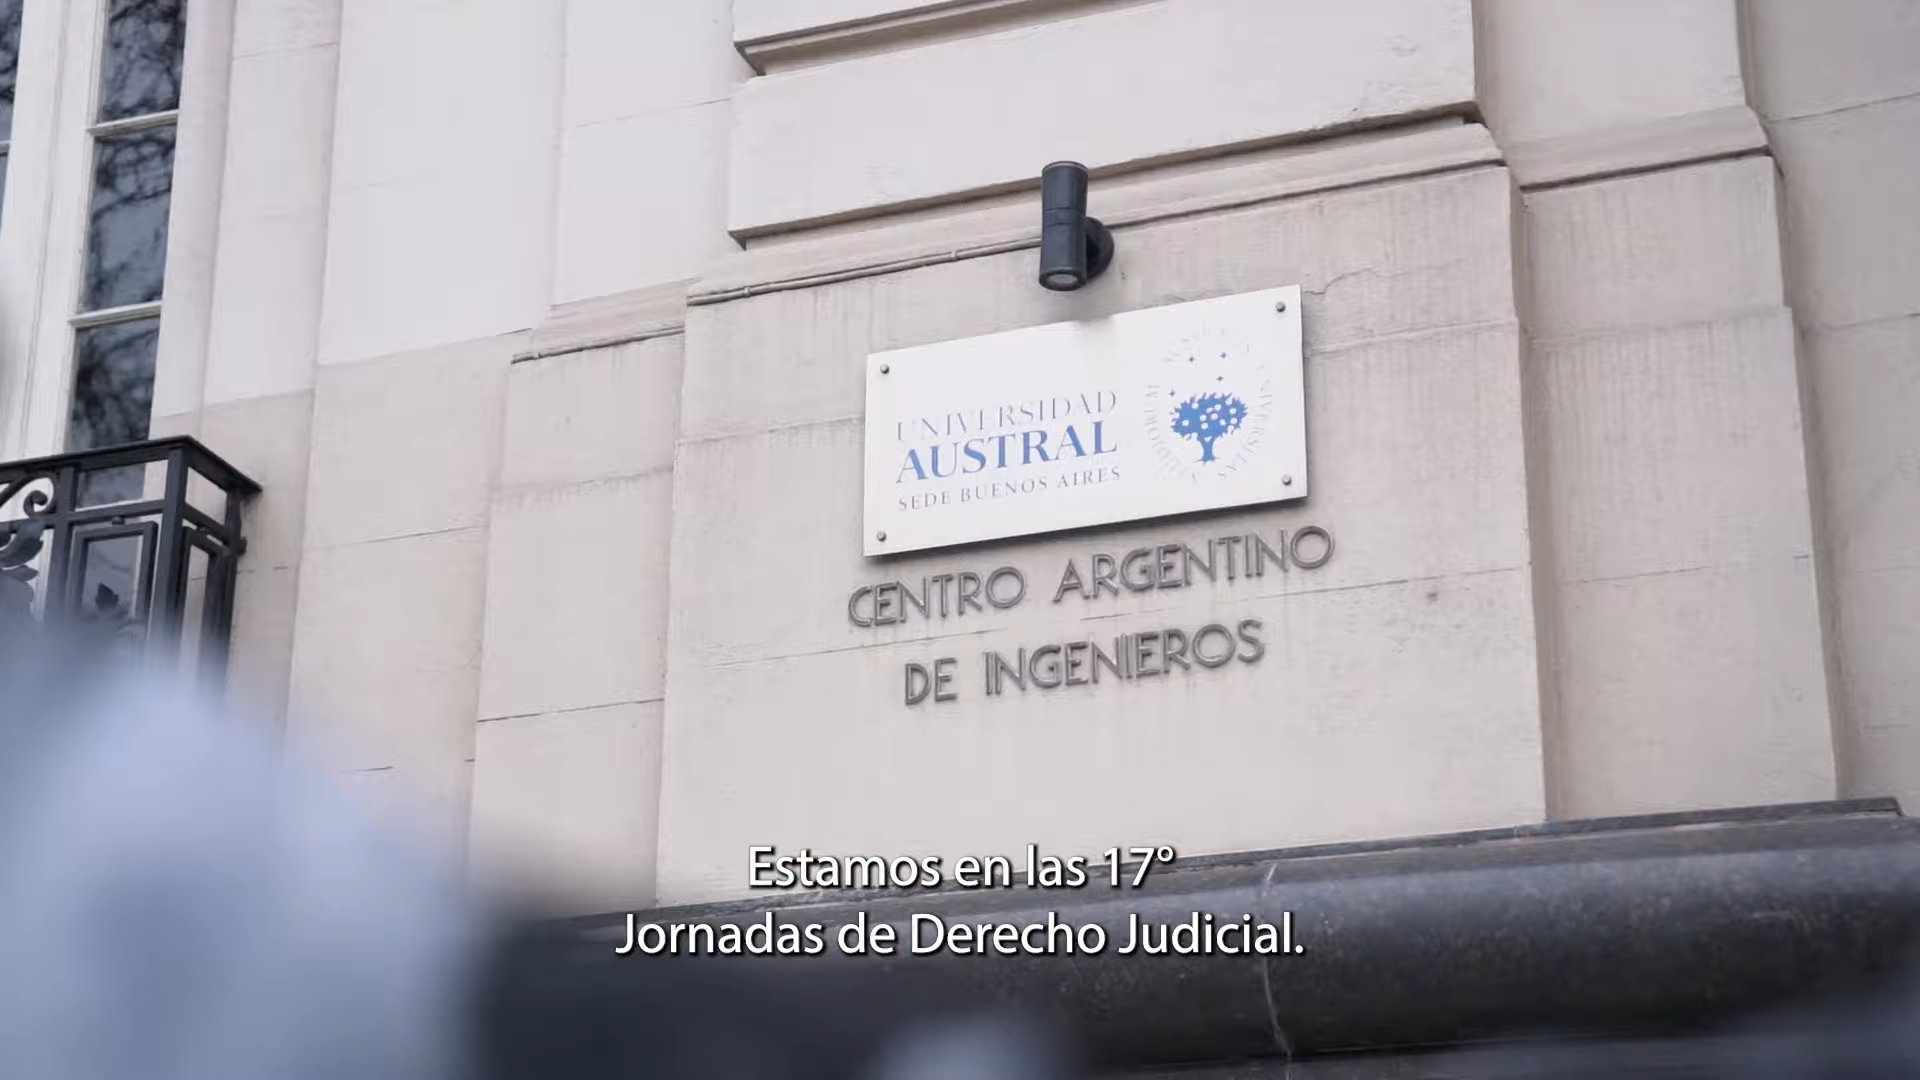 UNIVERSIDAD
AUSTRAL
SEDE BUENOS AIRES
CENTRO ARGENTINO
DE INGENIEROS
Estamos en las 17°
Jornadas de Derecho Judicial.